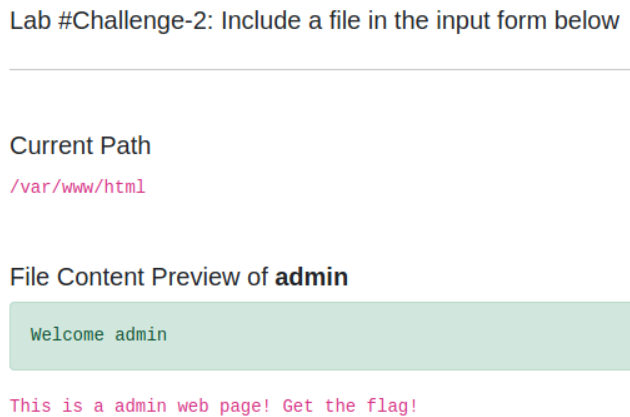 Lab #Challenge-2: Include a file in the input form below
Current Path
/var/www/html
File Content Preview of admin
Welcome admin
This is a admin web page! Get the flag!